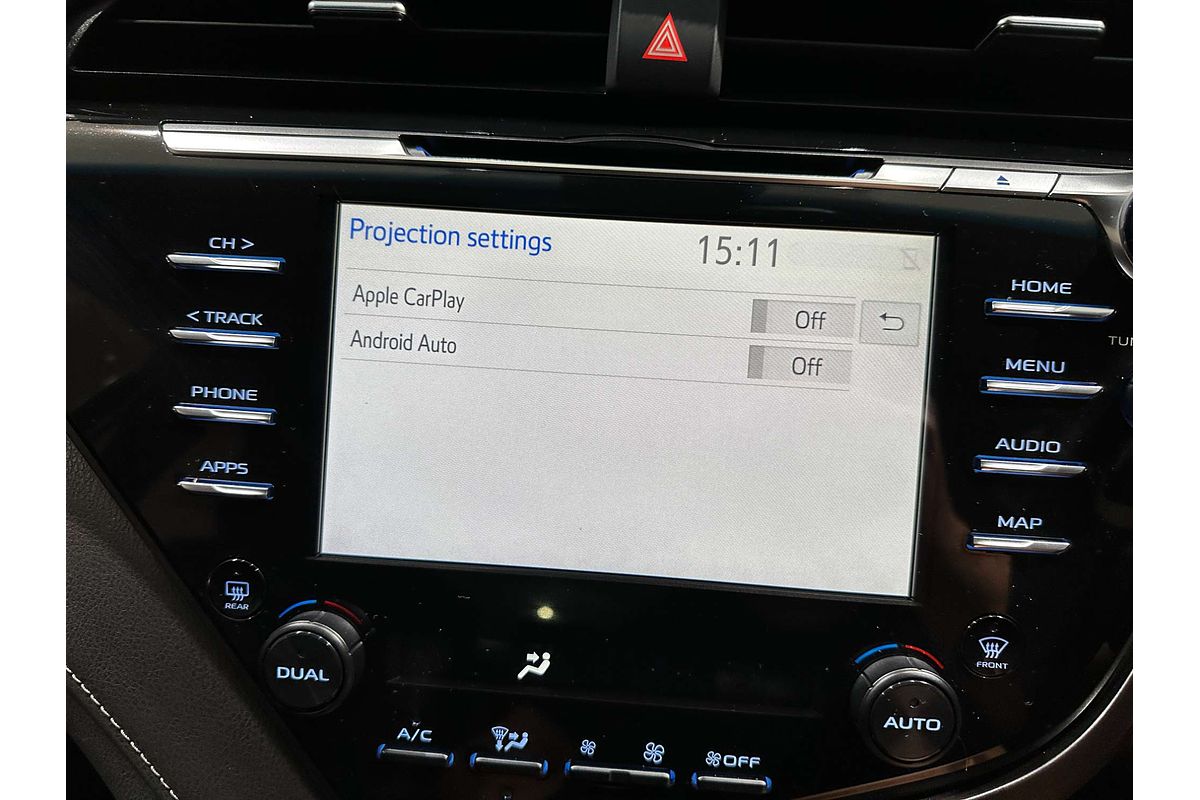 Projection settings 15:11
Apple CarPlay Off
Android Auto Off
CH >
< TRACK
PHONE
APPS
HOME
MENU
AUDIO
MAP
REAR
DUAL
FRONT
AUTO
A/C
OFF